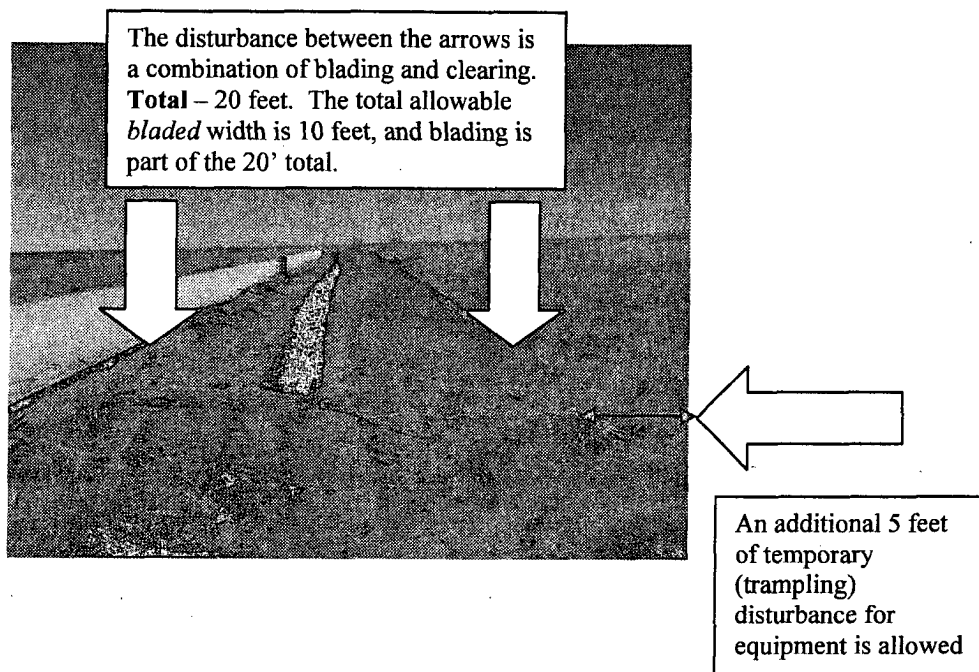 The disturbance between the arrows is
a combination of blading and clearing.
Total – 20 feet. The total allowable
bladed width is 10 feet, and blading is
part of the 20' total.
An additional 5 feet
of temporary
(trampling)
disturbance for
equipment is allowed